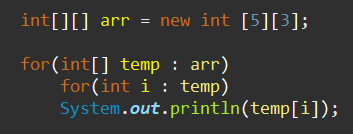 int[][] arr = new int [5][3];
for(int[] temp : arr)
for(int i : temp)
System.out.println(temp[i]);